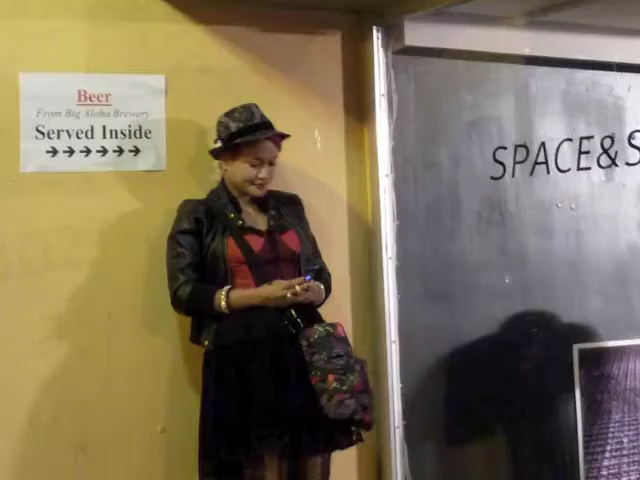 Beer
From Big Aloha Brewery
Served Inside
→→→→→→
SPACE&S